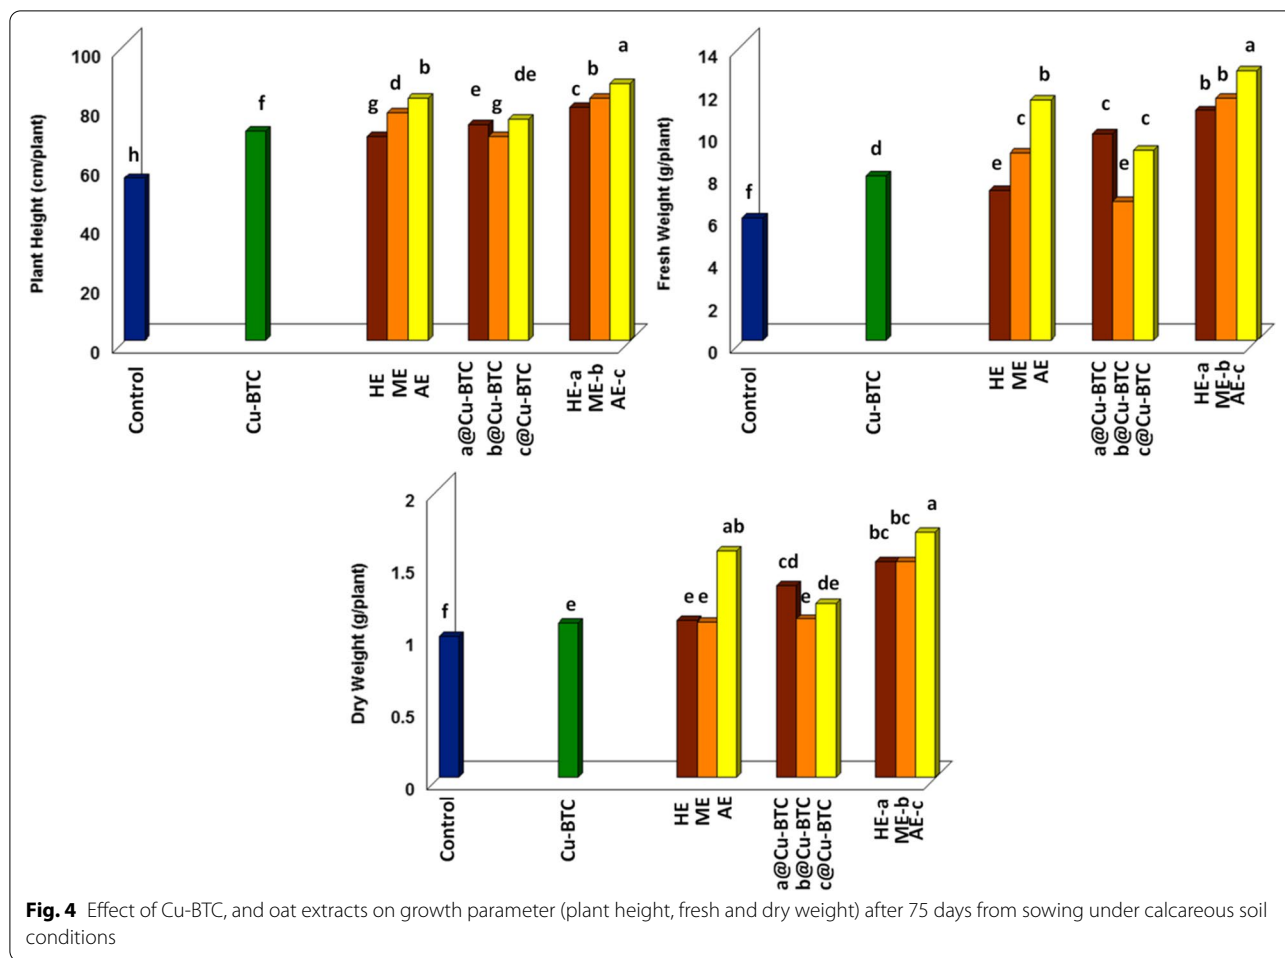 100
80
60
40
20
0
Plant Height (cm/plant)
h
f
g
d
b
e
g
de
c
b
a
Control
Cu-BTC
HE
ME
AE
a@Cu-BTC
b@Cu-BTC
c@Cu-BTC
HE-a
ME-b
AE-c
14
12
10
8
6
4
2
0
Fresh Weight (g/plant)
f
d
e
c
b
c
e
c
b
b
a
Control
Cu-BTC
HE
ME
AE
a@Cu-BTC
b@Cu-BTC
c@Cu-BTC
HE-a
ME-b
AE-c
2
1.5
1
0.5
0
Dry Weight (g/plant)
f
e
e
e
ab
cd
e
de
bc
bc
a
Control
Cu-BTC
HE
ME
AE
a@Cu-BTC
b@Cu-BTC
c@Cu-BTC
HE-a
ME-b
AE-c
Fig. 4 Effect of Cu-BTC, and oat extracts on growth parameter (plant height, fresh and dry weight) after 75 days from sowing under calcareous soil
conditions